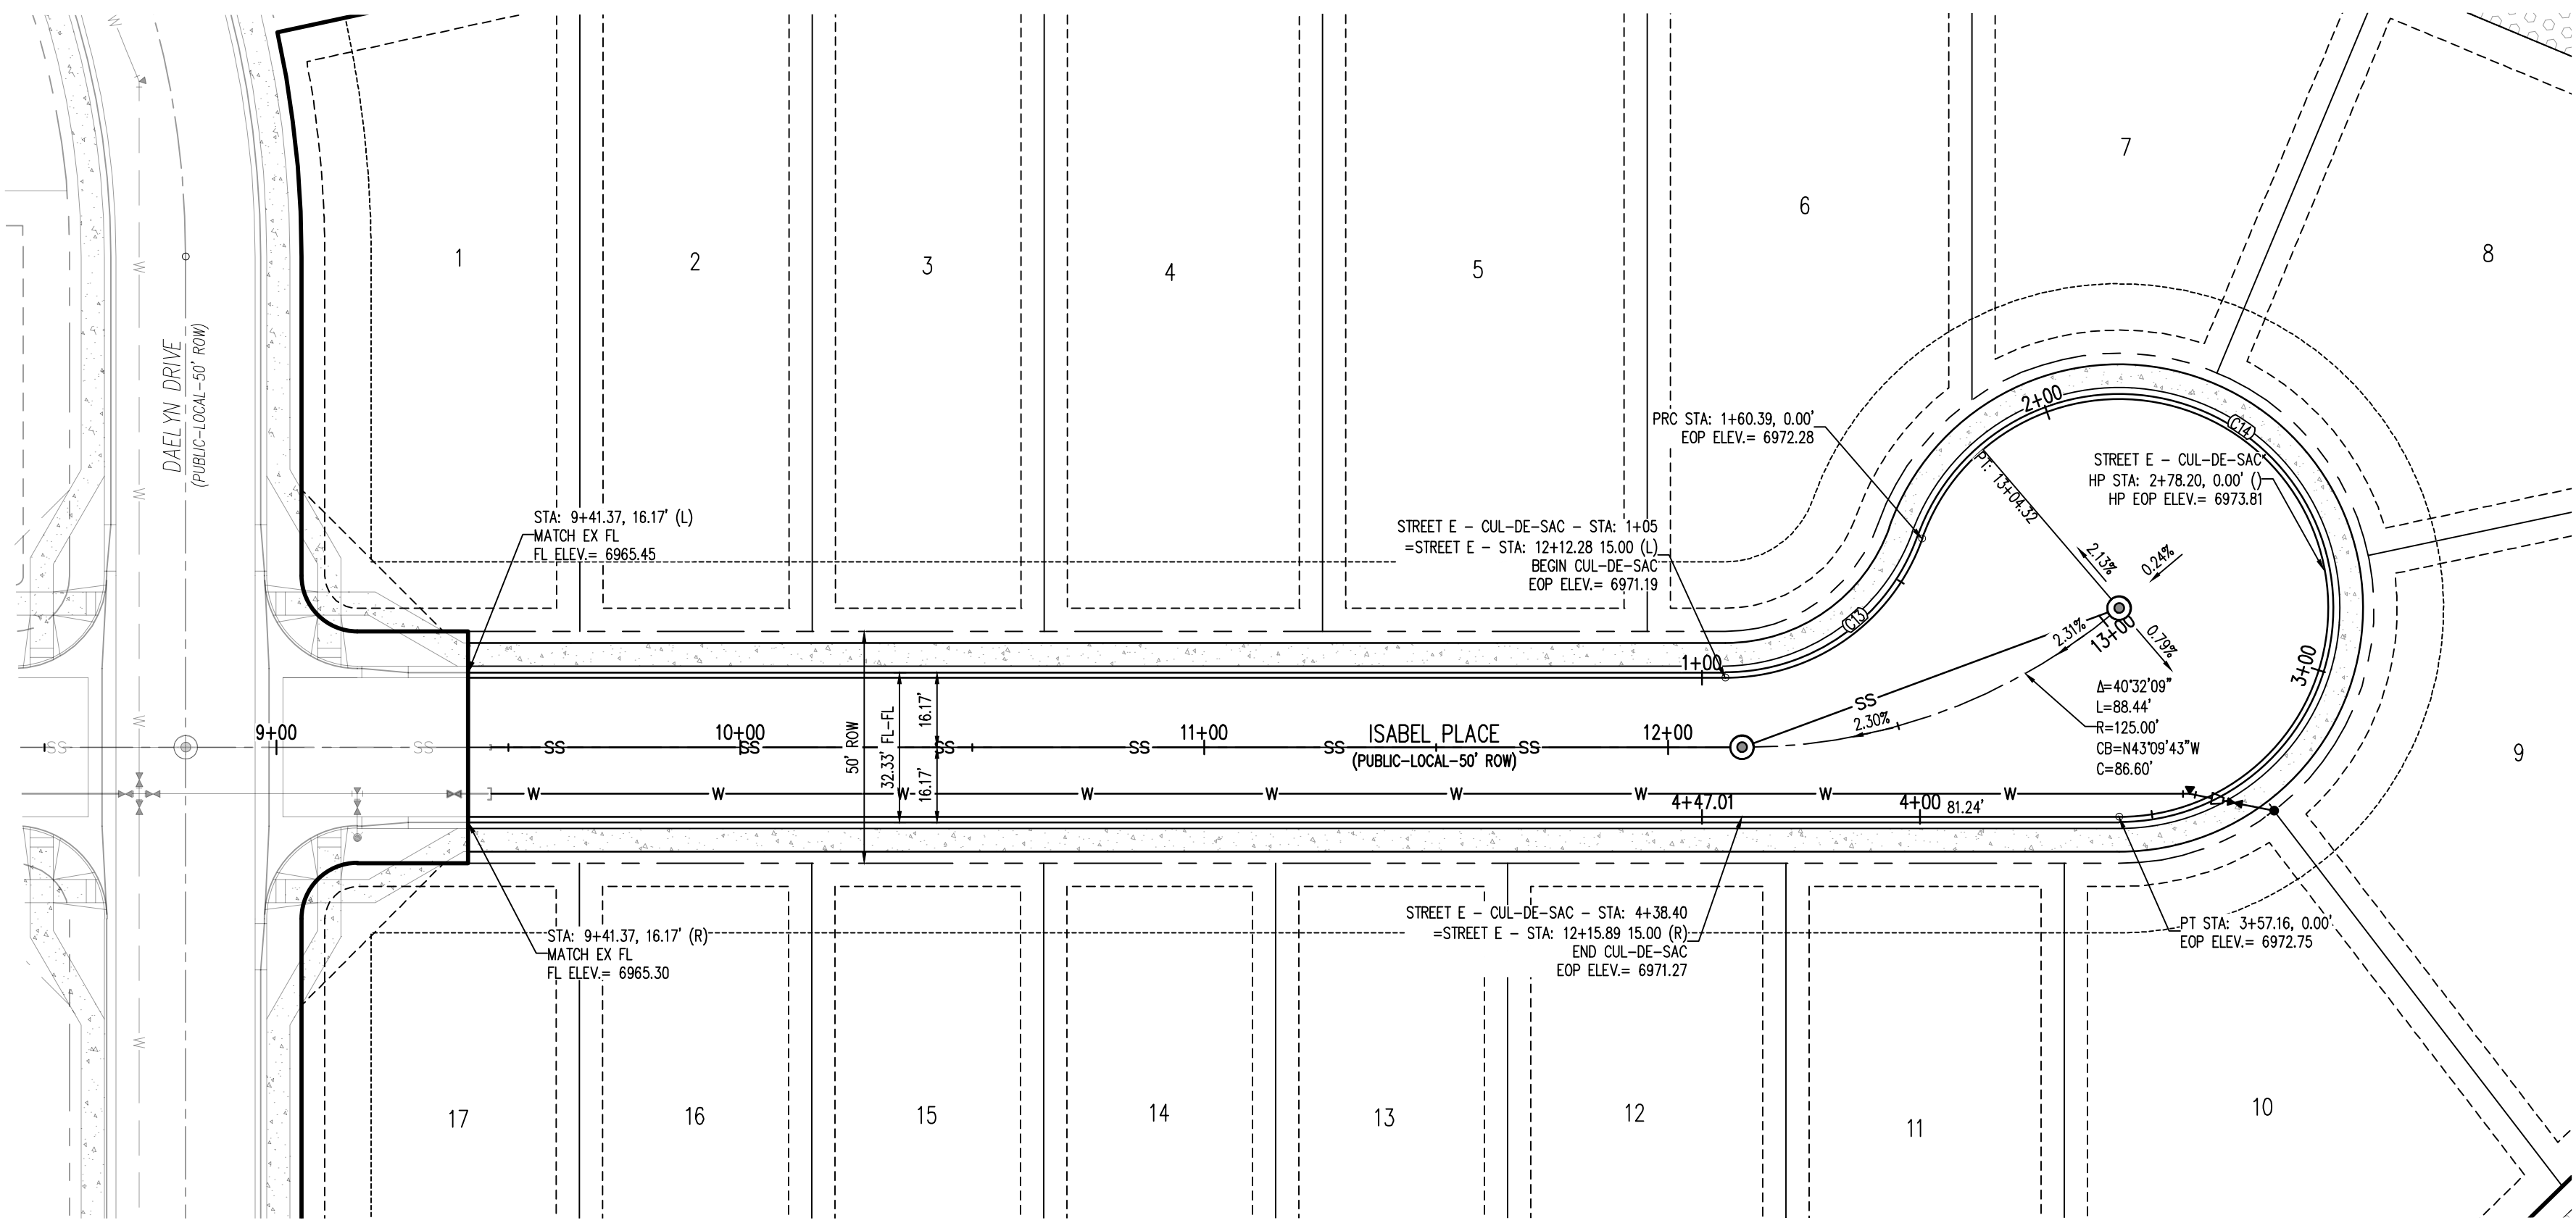 DAELYN DRIVE
(PUBLIC-LOCAL-50' ROW)
W
W
W
W
W
1
2
3
4
5
6
7
8
9
10
11
12
13
14
15
16
17
STA: 9+41.37, 16.17' (L)
MATCH EX FL
FL ELEV.= 6965.45
PRC STA: 1+60.39, 0.00'
EOP ELEV.= 6972.28
STREET E - CUL-DE-SAC - STA: 1+05
=STREET E - STA: 12+12.28 15.00 (L)
BEGIN CUL-DE-SAC
EOP ELEV.= 6971.19
STREET E - CUL-DE-SAC
HP STA: 2+78.20, 0.00' ()
HP EOP ELEV.= 6973.81
2+00
C14
C13
PT: 13+04.32
2.13%
0.24%
2.31%
13+00
0.79%
3+00
1+00
Δ=40°32'09"
L=88.44'
R=125.00'
CB=N43°09'43"W
C=86.60'
SS
2.30%
9+00
10+00
11+00
12+00
SS
SS
SS
SS
SS
SS
SS
SS
ISABEL PLACE
(PUBLIC-LOCAL-50' ROW)
50' ROW
32.33' FL-FL
16.17'
16.17'
W
W
W
W
W
W
W
W
W
4+47.01
4+00
81.24'
STA: 9+41.37, 16.17' (R)
MATCH EX FL
FL ELEV.= 6965.30
STREET E - CUL-DE-SAC - STA: 4+38.40
=STREET E - STA: 12+15.89 15.00 (R)
END CUL-DE-SAC
EOP ELEV.= 6971.27
PT STA: 3+57.16, 0.00'
EOP ELEV.= 6972.75